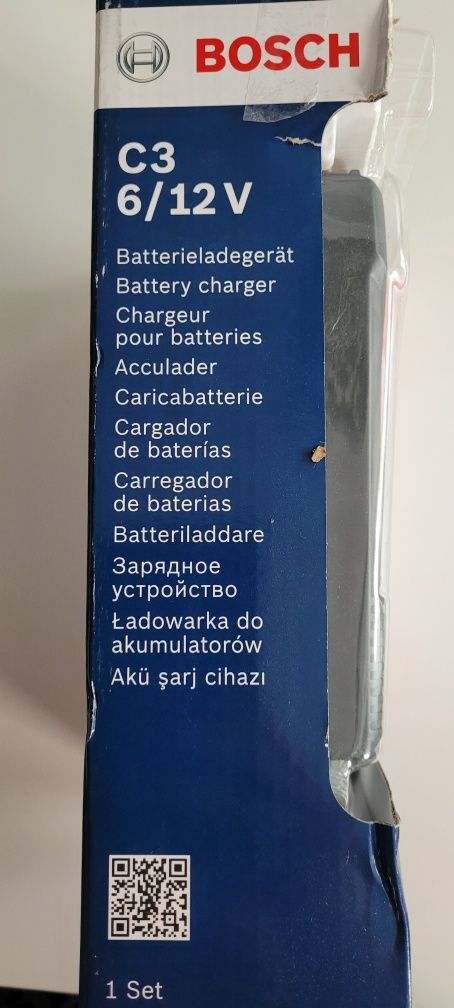 BOSCH
C3
6/12 V
Batterieladegerät
Battery charger
Chargeur
pour batteries
Acculader
Caricabatterie
Cargador
de baterías
Carregador
de baterias
Batteriladdare
Зарядное
устройство
Ładowarka do
akumulatorów
Akü şarj cihazı
1 Set